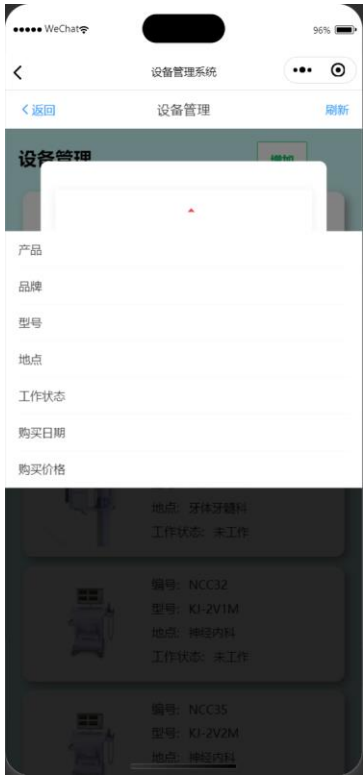 WeChat
96%
设备管理系统
返回
设备管理
刷新
设备管理
增加
产品
品牌
型号
地点
工作状态
购买日期
购买价格
地点：牙体牙髓科
工作状态：未工作
编号：NCC32
型号：KJ-2V1M
地点：神经内科
工作状态：未工作
编号：NCC35
型号：KJ-2V2M
地点：神经内科